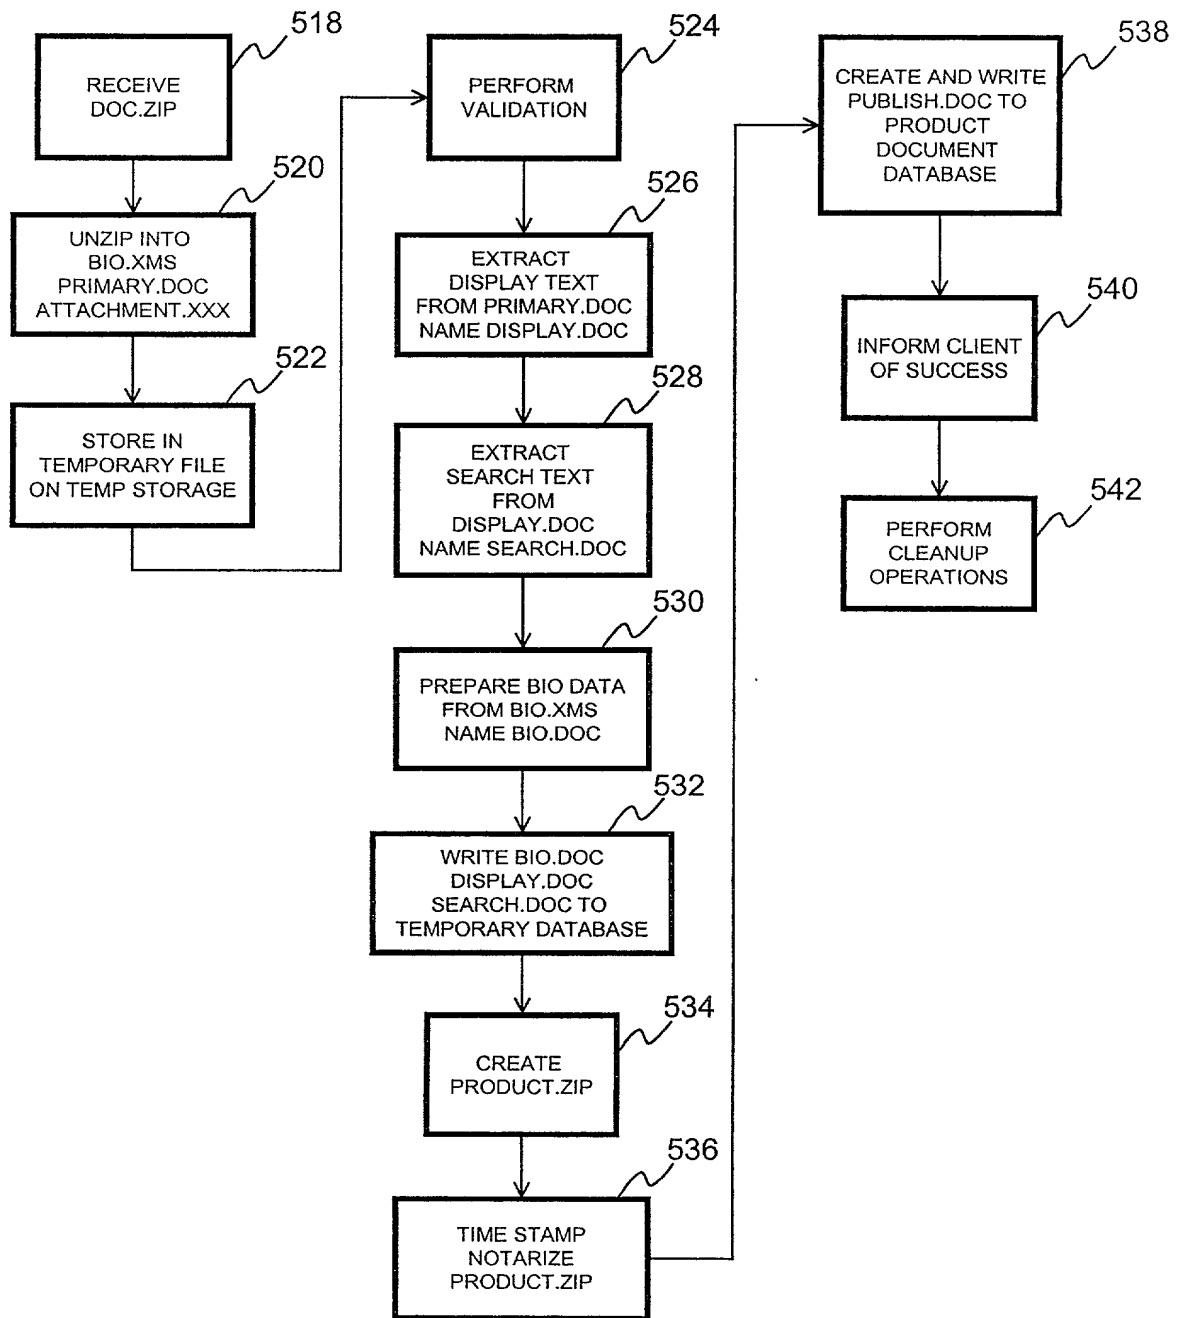 518
RECEIVE
DOC.ZIP
520
UNZIP INTO
BIO.XMS
PRIMARY.DOC
ATTACHMENT.XXX
522
STORE IN
TEMPORARY FILE
ON TEMP STORAGE
524
PERFORM
VALIDATION
526
EXTRACT
DISPLAY TEXT
FROM PRIMARY.DOC
NAME DISPLAY.DOC
528
EXTRACT
SEARCH TEXT
FROM
DISPLAY.DOC
NAME SEARCH.DOC
530
PREPARE BIO DATA
FROM BIO.XMS
NAME BIO.DOC
532
WRITE BIO.DOC
DISPLAY.DOC
SEARCH.DOC TO
TEMPORARY DATABASE
534
CREATE
PRODUCT.ZIP
536
TIME STAMP
NOTARIZE
PRODUCT.ZIP
538
CREATE AND WRITE
PUBLISH.DOC TO
PRODUCT
DOCUMENT
DATABASE
540
INFORM CLIENT
OF SUCCESS
542
PERFORM
CLEANUP
OPERATIONS